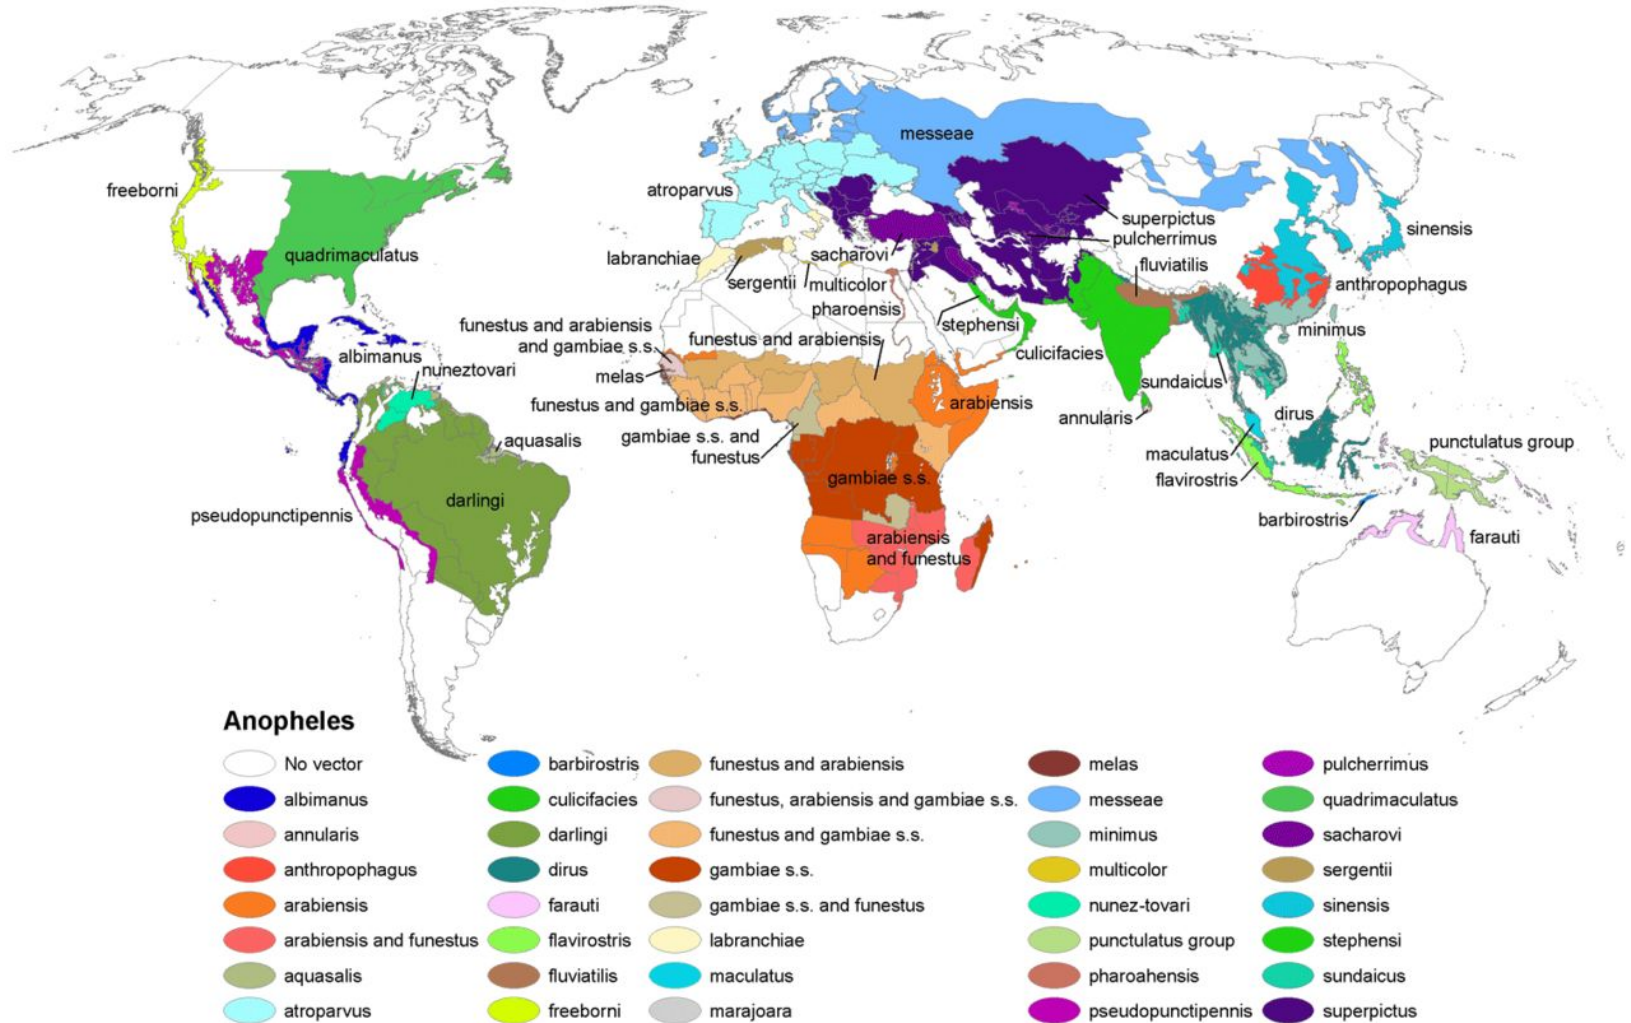 messeae
freeborni
atroparvus
superpictus
pulcherrimus
sinensis
quadrimaculatus
labranchiae
sacharovi
fluviatilis
sergentii
multicolor
anthropophagus
pharoensis
stephensi
minimus
funestus and arabiensis
and gambiae s.s.
funestus and arabiensis
culicifacies
albimanus
nuneztovari
melas
sundaicus
funestus and gambiae s.s.
arabiensis
annularis
dirus
aquasalis
gambiae s.s. and
funestus
punctulatus group
maculatus
flavirostris
gambiae s.s.
darlingi
pseudopunctipennis
barbirostris
arabiensis
and funestus
farauti
Anopheles
No vector
albimanus
annularis
anthropophagus
arabiensis
arabiensis and funestus
aquasalis
atroparvus
barbirostris
culicifacies
darlingi
dirus
farauti
flavirostris
fluviatilis
freeborni
funestus and arabiensis
funestus, arabiensis and gambiae s.s.
funestus and gambiae s.s.
gambiae s.s.
gambiae s.s. and funestus
labranchiae
maculatus
marajoara
melas
messeae
minimus
multicolor
nunez-tovari
punctulatus group
pharoahensis
pseudopunctipennis
pulcherrimus
quadrimaculatus
sacharovi
sergentii
sinensis
stephensi
sundaicus
superpictus